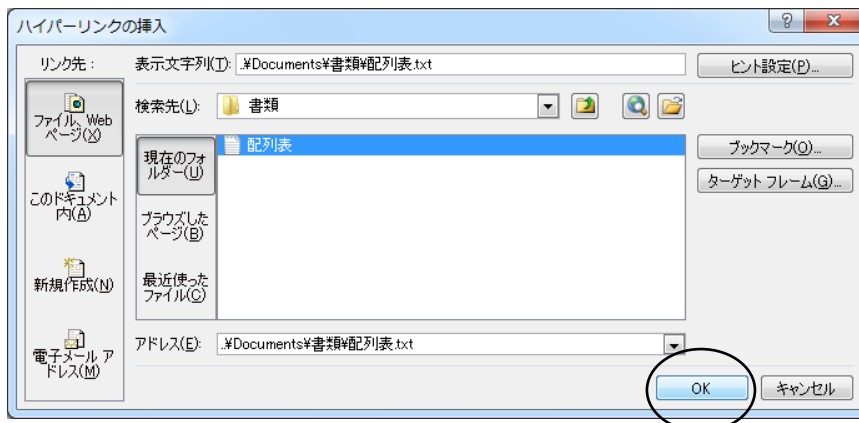 ハイパーリンクの挿入
リンク先：
表示文字列(T): .¥Documents¥書類¥配列表.txt
ヒント設定(P)...
ファイル、Web
ページ(X)
検索先(L):
書類
現在のフォ
ルダー(U)
配列表
ブックマーク(O)...
ターゲット フレーム(G)...
このドキュメント
内(A)
ブラウズした
ページ(B)
新規作成(N)
最近使った
ファイル(C)
電子メール ア
ドレス(M)
アドレス(E): .¥Documents¥書類¥配列表.txt
OK
キャンセル